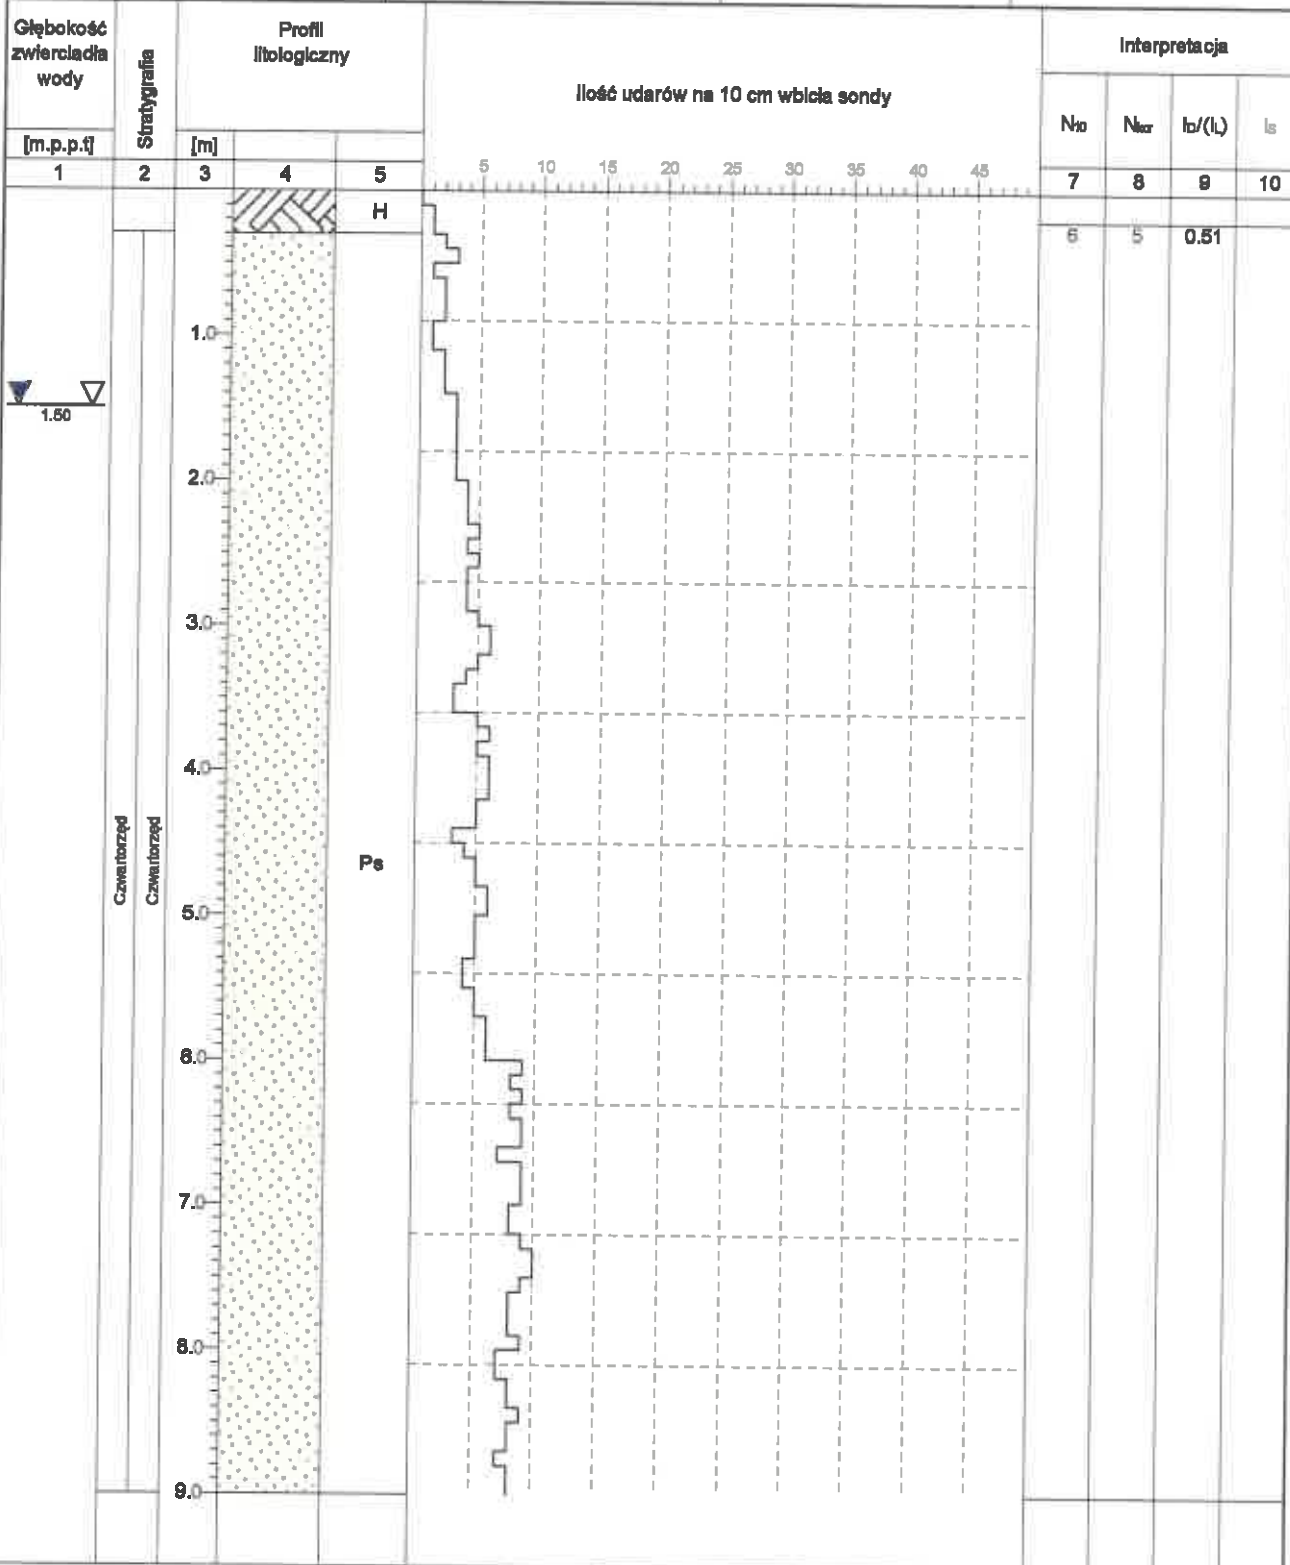 Głębokość
zwierciadła
wody
[m.p.p.t]
Stratygrafia
Profil
litologiczny
[m]
Ilość udarów na 10 cm wbicia sondy
Interpretacja
N10
Nkor
ID/(IL)
Is
5 10 15 20 25 30 35 40 45
1 2 3 4 5 7 8 9 10
H
6 5 0.51
1.0
1.50
2.0
3.0
4.0
Czwartorzęd
Czwartorzęd
Ps
5.0
6.0
7.0
8.0
9.0